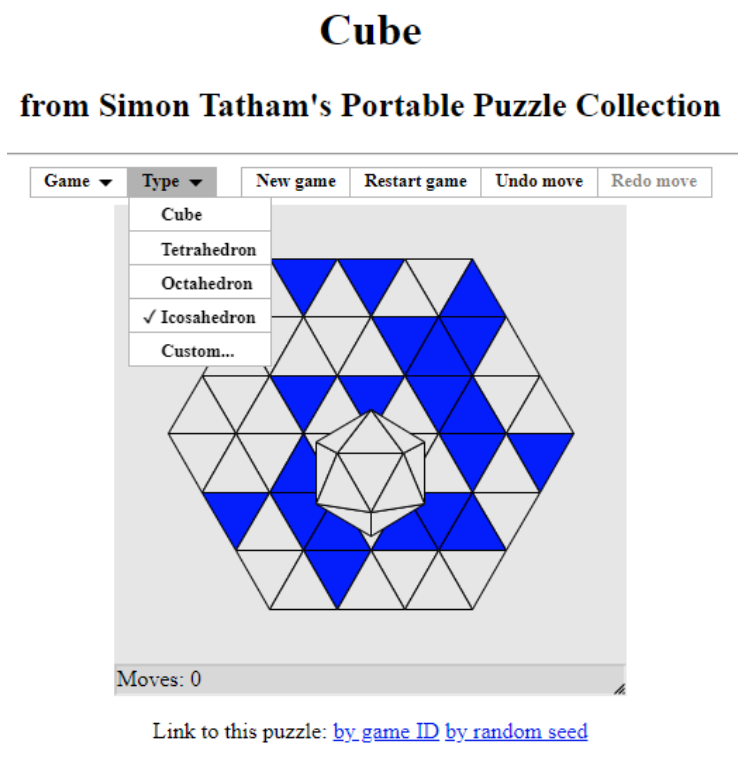 Cube
from Simon Tatham's Portable Puzzle Collection
Game Type New game Restart game Undo move Redo move
Cube
Tetrahedron
Octahedron
✓ Icosahedron
Custom...
Moves: 0
Link to this puzzle: by game ID by random seed